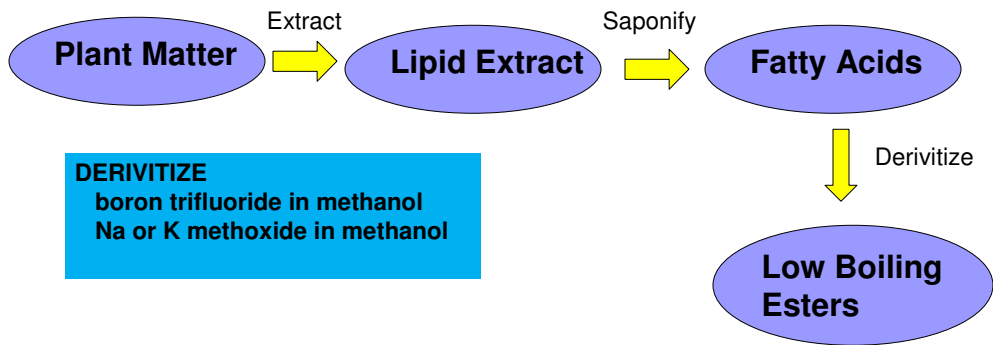 Extract
Saponify
Plant Matter
Lipid Extract
Fatty Acids
Derivitize
DERIVITIZE
boron trifluoride in methanol
Na or K methoxide in methanol
Low Boiling
Esters